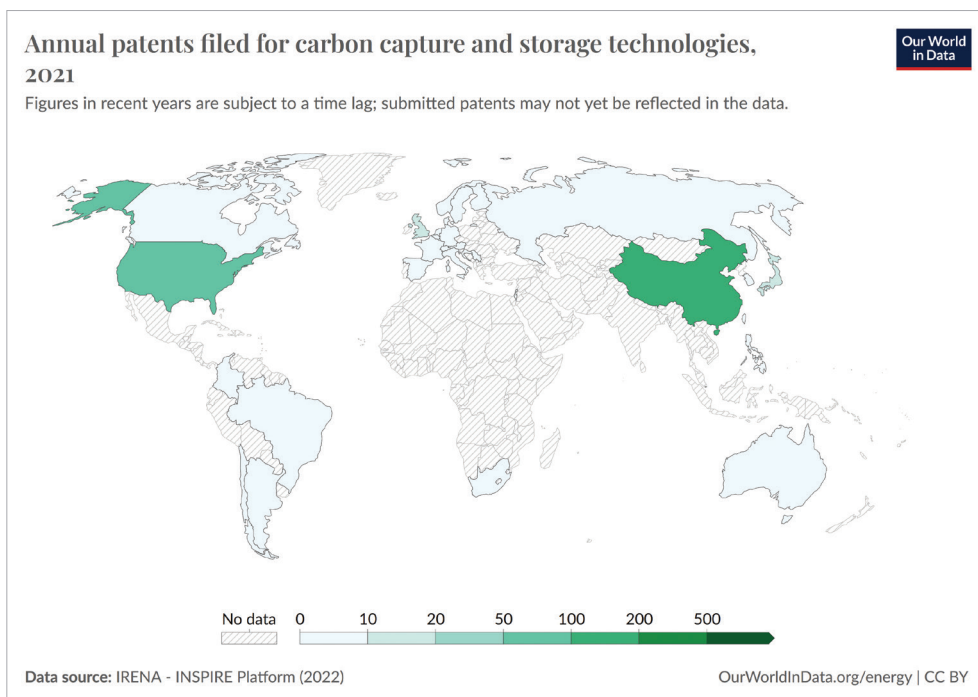 Annual patents filed for carbon capture and storage technologies,
2021
Our World
in Data
Figures in recent years are subject to a time lag; submitted patents may not yet be reflected in the data.
No data 0 10 20 50 100 200 500
Data source: IRENA - INSPIRE Platform (2022)
OurWorldInData.org/energy | CC BY